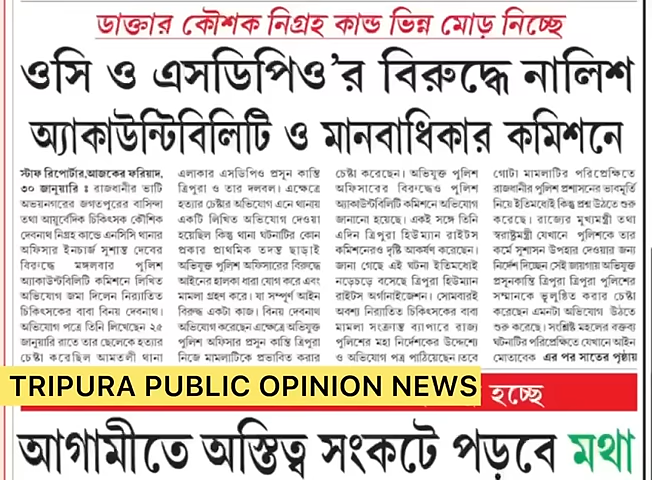 ডাক্তার কৌশক নিগ্রহ কান্ড ভিন্ন মোড় নিচ্ছে
ওসি ও এসডিপিও'র বিরুদ্ধে নালিশ
অ্যাকাউন্টিবিলিটি ও মানবাধিকার কমিশনে
স্টাফ রিপোর্টার,আজকের ফরিয়াদ,
৩০ জানুয়ারি ঃ রাজধানীর ভাটি
অভয়নগরের জগতপুরের বাসিন্দা
তথা আয়ুর্বেদিক চিকিৎসক কৌশিক
দেবনাথ নিগ্রহ কান্ডে এনসিসি থানার
অফিসার ইনচার্জ সুশান্ত দেবের
বিরুদ্ধে মঙ্গলবার পুলিশ
অ্যাকাউন্টিবিলিটি কমিশনে লিখিত
অভিযোগ জমা দিলেন নির্যাতিত
চিকিৎসকের বাবা বিনয় দেবনাথ।
অভিযোগ পত্রে তিনি লিখেছেন ২৫
জানুয়ারি রাতে তার ছেলেকে হত্যার
চেষ্টা করেছিল আমতলী থানা
এলাকার এসডিপিও প্রসূন কান্তি
ত্রিপুরা ও তার দলবল। এক্ষেত্রে
হত্যার চেষ্টার অভিযোগ এনে থানায়
একটি লিখিত অভিযোগ দেওয়া
হয়েছিল কিন্তু থানা ঘটনাটির কোন
প্রকার প্রাথমিক তদন্ত ছাড়াই
অভিযুক্ত পুলিশ অফিসারের বিরুদ্ধে
আইনের হালকা ধারা যোগ করে এবং
মামলা গ্রহণ করে। যা সম্পূর্ণ আইন
বিরুদ্ধ একটা কাজ। বিনয় দেবনাথ
অভিযোগ করেছেন এক্ষেত্রে অভিযুক্ত
পুলিশ অফিসার প্রসূন কান্তি ত্রিপুরা
নিজে মামলাটিকে প্রভাবিত করার
চেষ্টা করেছেন। অভিযুক্ত পুলিশ
অফিসারের বিরুদ্ধেও পুলিশ
অ্যাকাউন্টিবিলিটি কমিশনে অভিযোগ
জানানো হয়েছে। একই সঙ্গে তিনি
এদিন ত্রিপুরা হিউম্যান রাইটস
কমিশনেরও দৃষ্টি আকর্ষণ করেছেন।
জানা গেছে এই ঘটনা ইতিমধ্যেই
নড়েচড়ে বসেছে ত্রিপুরা হিউম্যান
রাইটস অর্গানাইজেশন। সোমবারই
অবশ্য নির্যাতিত চিকিৎসকের বাবা
মামলা সংক্রান্ত ব্যাপারে রাজ্য
পুলিশের মহা নির্দেশকের উদ্দেশ্যে
ও অভিযোগ পত্র পাঠিয়েছেন তবে
গোটা মামলাটির পরিপ্রেক্ষিতে
রাজধানীর পুলিশ প্রশাসনের ভাবমূর্তি
নিয়ে ইতিমধ্যেই কিন্তু প্রশ্ন উঠতে শুরু
করেছে। রাজ্যের মুখ্যমন্ত্রী তথা
স্বরাষ্ট্রমন্ত্রী যেখানে পুলিশকে তার
কর্মে সুশাসন উপহার দেওয়ার জন্য
নির্দেশ দিচ্ছেন সেই জায়গায় অভিযুক্ত
প্রসূনকান্তি ত্রিপুরা ত্রিপুরা পুলিশের
সম্মানকে ভূলুণ্ঠিত করার চেষ্টা
করেছেন এমনটা অভিযোগ উঠতে
শুরু করেছে। সংশ্লিষ্ট মহলের বক্তব্য
ঘটনাটির পরিপ্রেক্ষিতে যেখানে আইন
মোতাবেক এর পর সাতের পৃষ্ঠায়
TRIPURA PUBLIC OPINION NEWS
হচ্ছে
আগামীতে অস্তিত্ব সংকটে পড়বে মথা